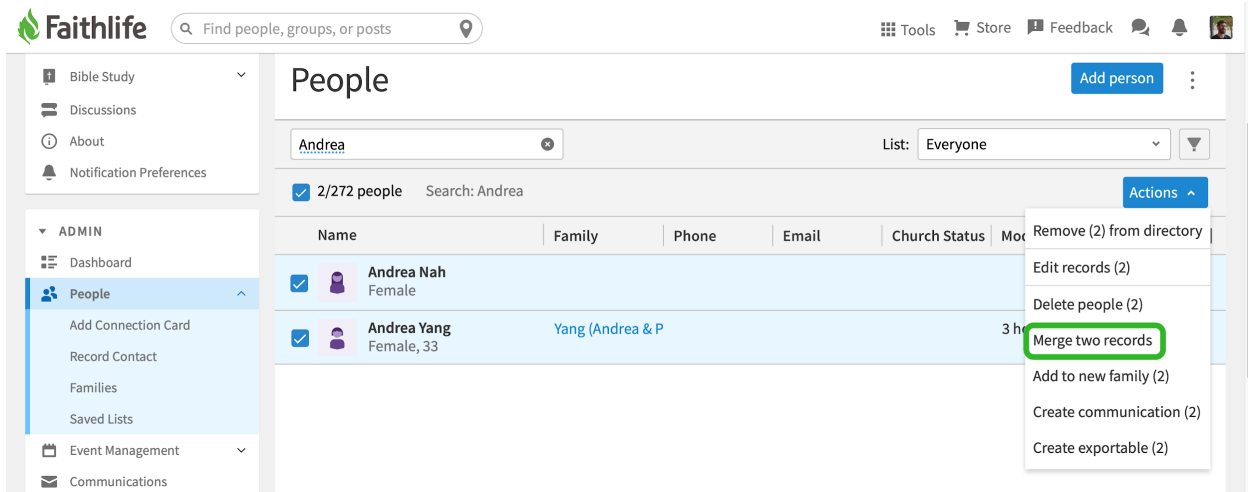 Faithlife
Find people, groups, or posts
Tools
Store
Feedback
Bible Study
Discussions
About
Notification Preferences
ADMIN
Dashboard
People
Add Connection Card
Record Contact
Families
Saved Lists
Event Management
Communications
People
Add person
Andrea
List:
Everyone
2/272 people
Search: Andrea
Actions
Name
Family
Phone
Email
Church Status
Andrea Nah
Female
Andrea Yang
Female, 33
Yang (Andrea & P
Remove (2) from directory
Edit records (2)
Delete people (2)
Merge two records
Add to new family (2)
Create communication (2)
Create exportable (2)